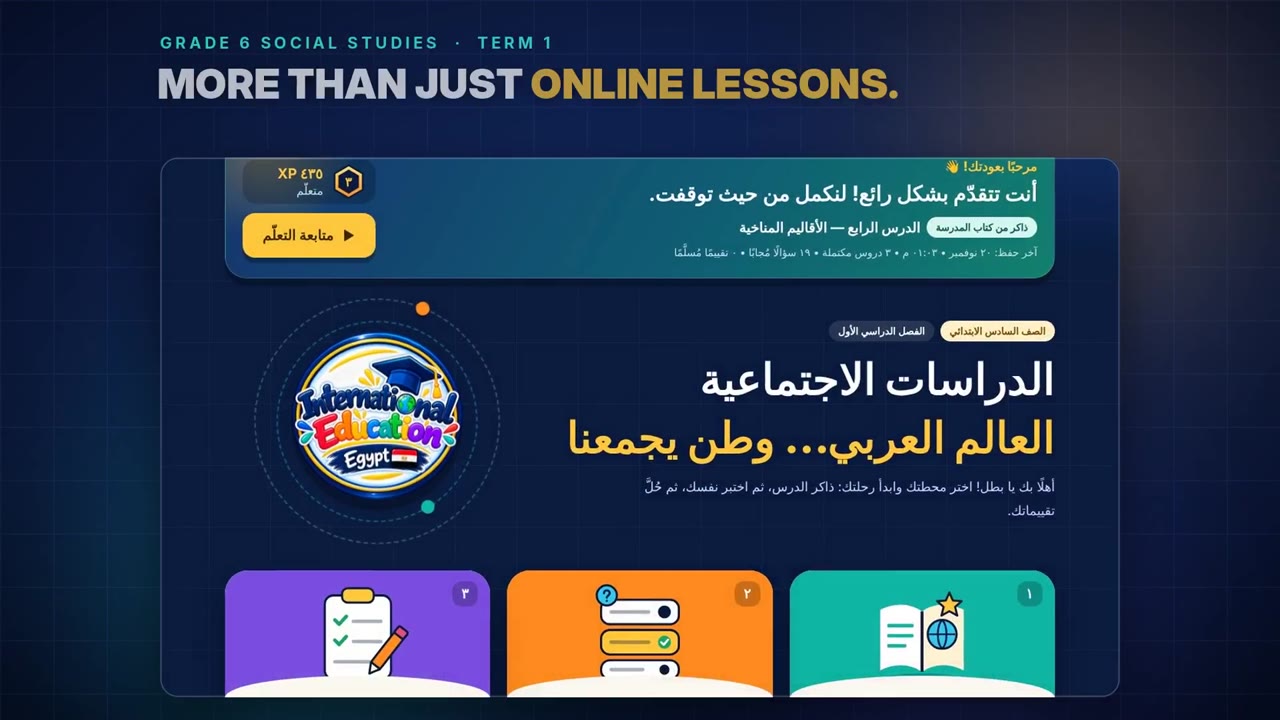 GRADE 6 SOCIAL STUDIES · TERM 1
MORE THAN JUST ONLINE LESSONS.
مرحبًا بعودتك! 👋
أنت تتقدّم بشكل رائع! لنكمل من حيث توقفت.
ذاكر من كتاب المدرسة الدرس الرابع — الأقاليم المناخية
آخر حفظ: ٢٠ نوفمبر ٠١:٠٣ م • ٣ دروس مكتملة • ١٩ سؤالًا مُجابًا • ٠ تقييمًا مُسلَّمًا
٣
٤٣٥ XP
متعلّم
متابعة التعلّم
الصف السادس الابتدائي
الفصل الدراسي الأول
الدراسات الاجتماعية
العالم العربي... وطن يجمعنا
أهلًا بك يا بطل! اختر محطتك وابدأ رحلتك: ذاكر الدرس، ثم اختبر نفسك، ثم حُلَّ
تقييماتك.
International
Education
Egypt
١
٢
?
٣